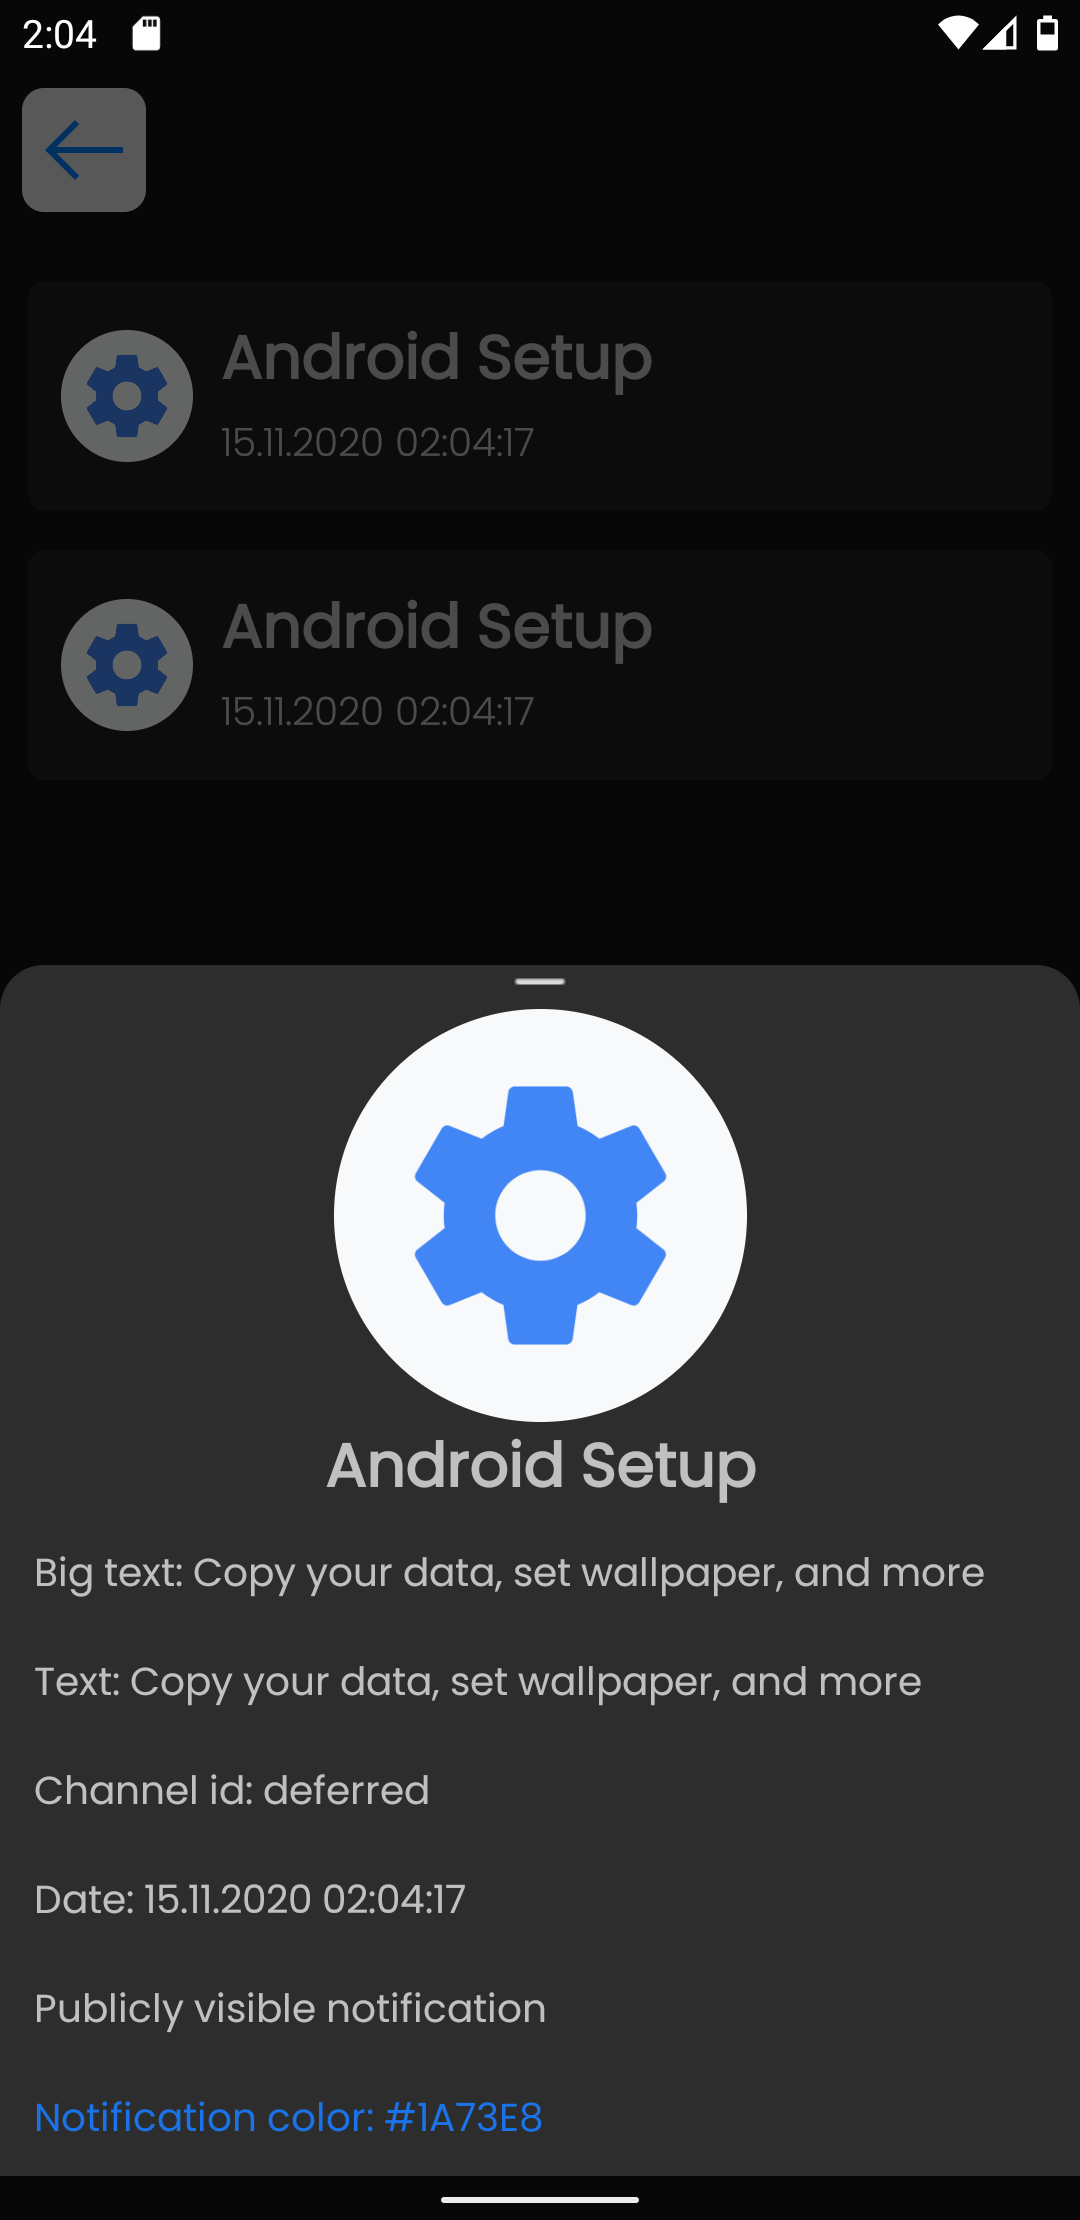 2:04
Android Setup
15.11.2020 02:04:17
Android Setup
15.11.2020 02:04:17
Android Setup
Big text: Copy your data, set wallpaper, and more
Text: Copy your data, set wallpaper, and more
Channel id: deferred
Date: 15.11.2020 02:04:17
Publicly visible notification
Notification color: #1A73E8